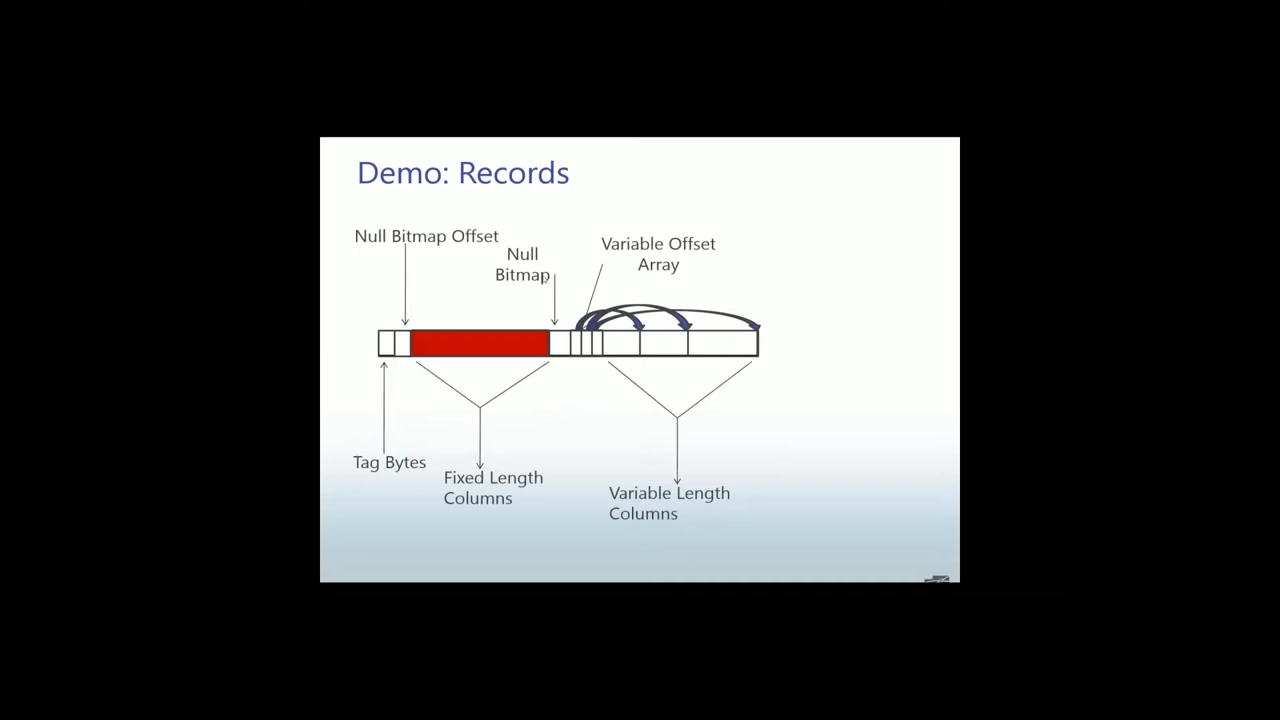 Demo: Records
Null Bitmap Offset
Null
Bitmap
Variable Offset
Array
Tag Bytes
Fixed Length
Columns
Variable Length
Columns